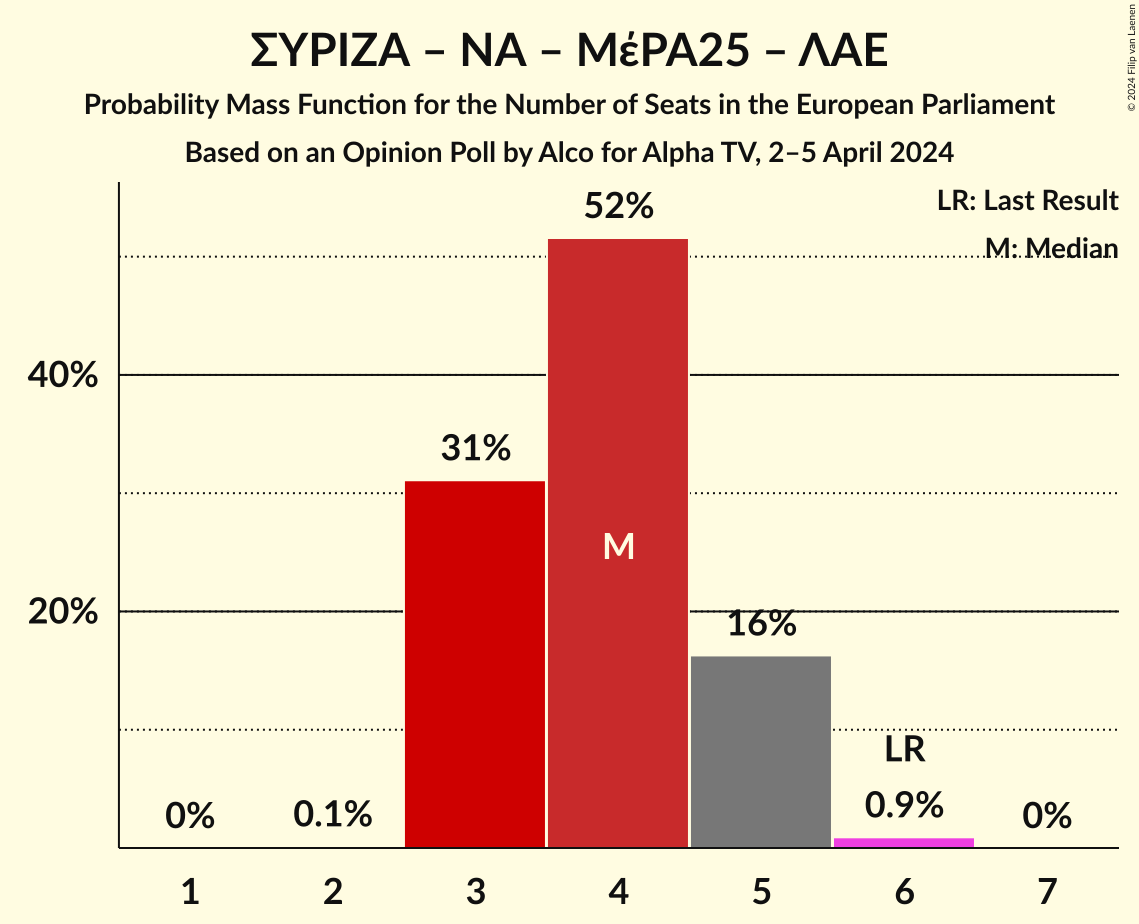 ΣΥΡΙΖΑ – ΝΑ – ΜέΡΑ25 – ΛΑΕ
Probability Mass Function for the Number of Seats in the European Parliament
Based on an Opinion Poll by Alco for Alpha TV, 2–5 April 2024
© 2024 Filip van Laenen
LR: Last Result
M: Median
52%
40%
31%
M
20%
16%
LR
0% 0.1% 0.9% 0%
1 2 3 4 5 6 7